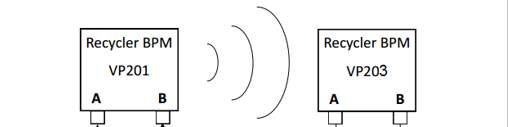 Recycler BPM
VP201
A B
Recycler BPM
VP203
A B